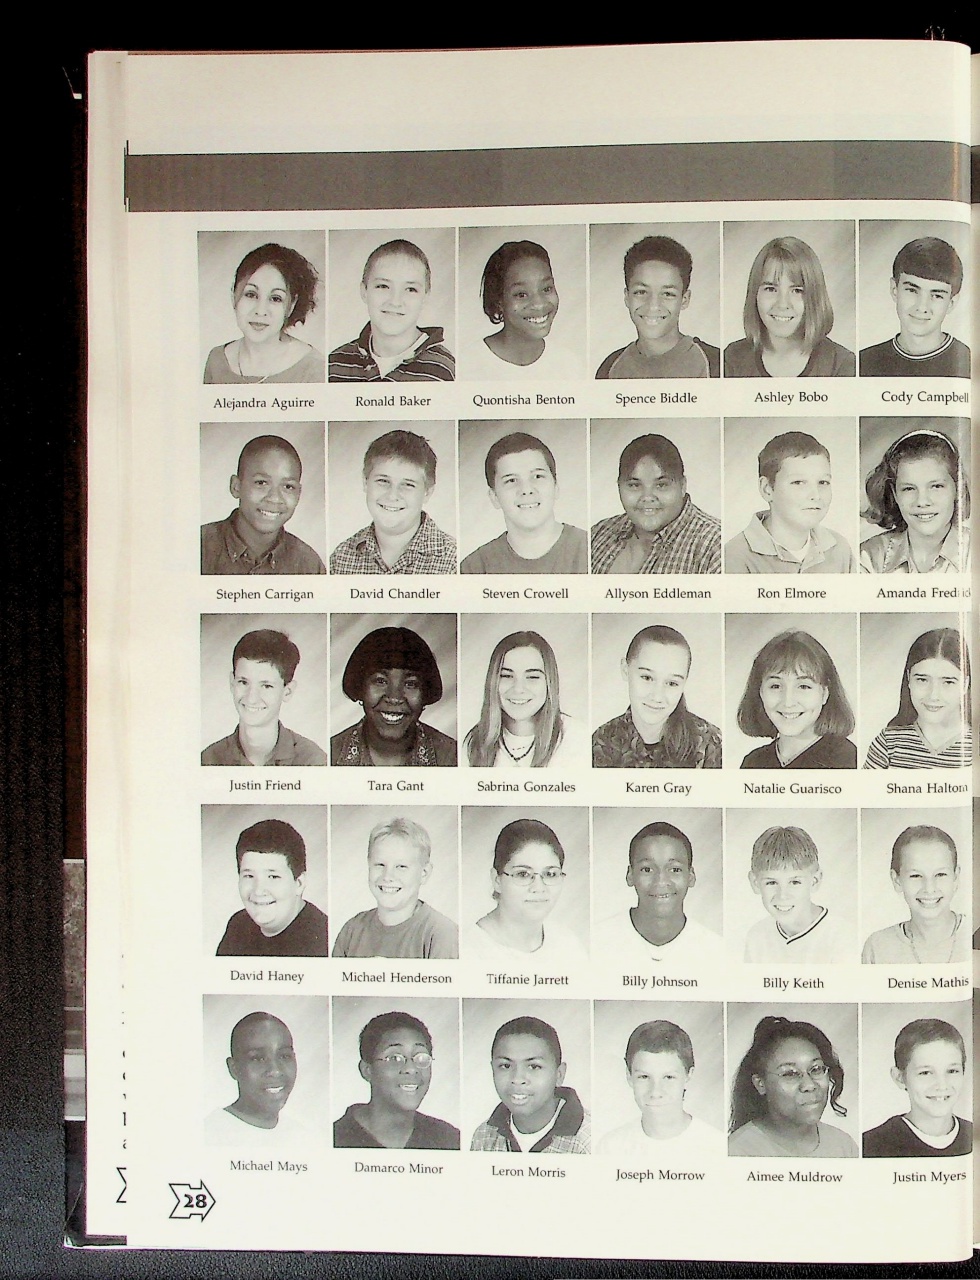 Alejandra Aguirre Ronald Baker Quontisha Benton Spence Biddle Ashley Bobo Cody Campbell
Stephen Carrigan David Chandler Steven Crowell Allyson Eddleman Ron Elmore Amanda Fredrick
Justin Friend Tara Gant Sabrina Gonzales Karen Gray Natalie Guarisco Shana Haltom
David Haney Michael Henderson Tiffanie Jarrett Billy Johnson Billy Keith Denise Mathis
Michael Mays Damarco Minor Leron Morris Joseph Morrow Aimee Muldrow Justin Myers
28